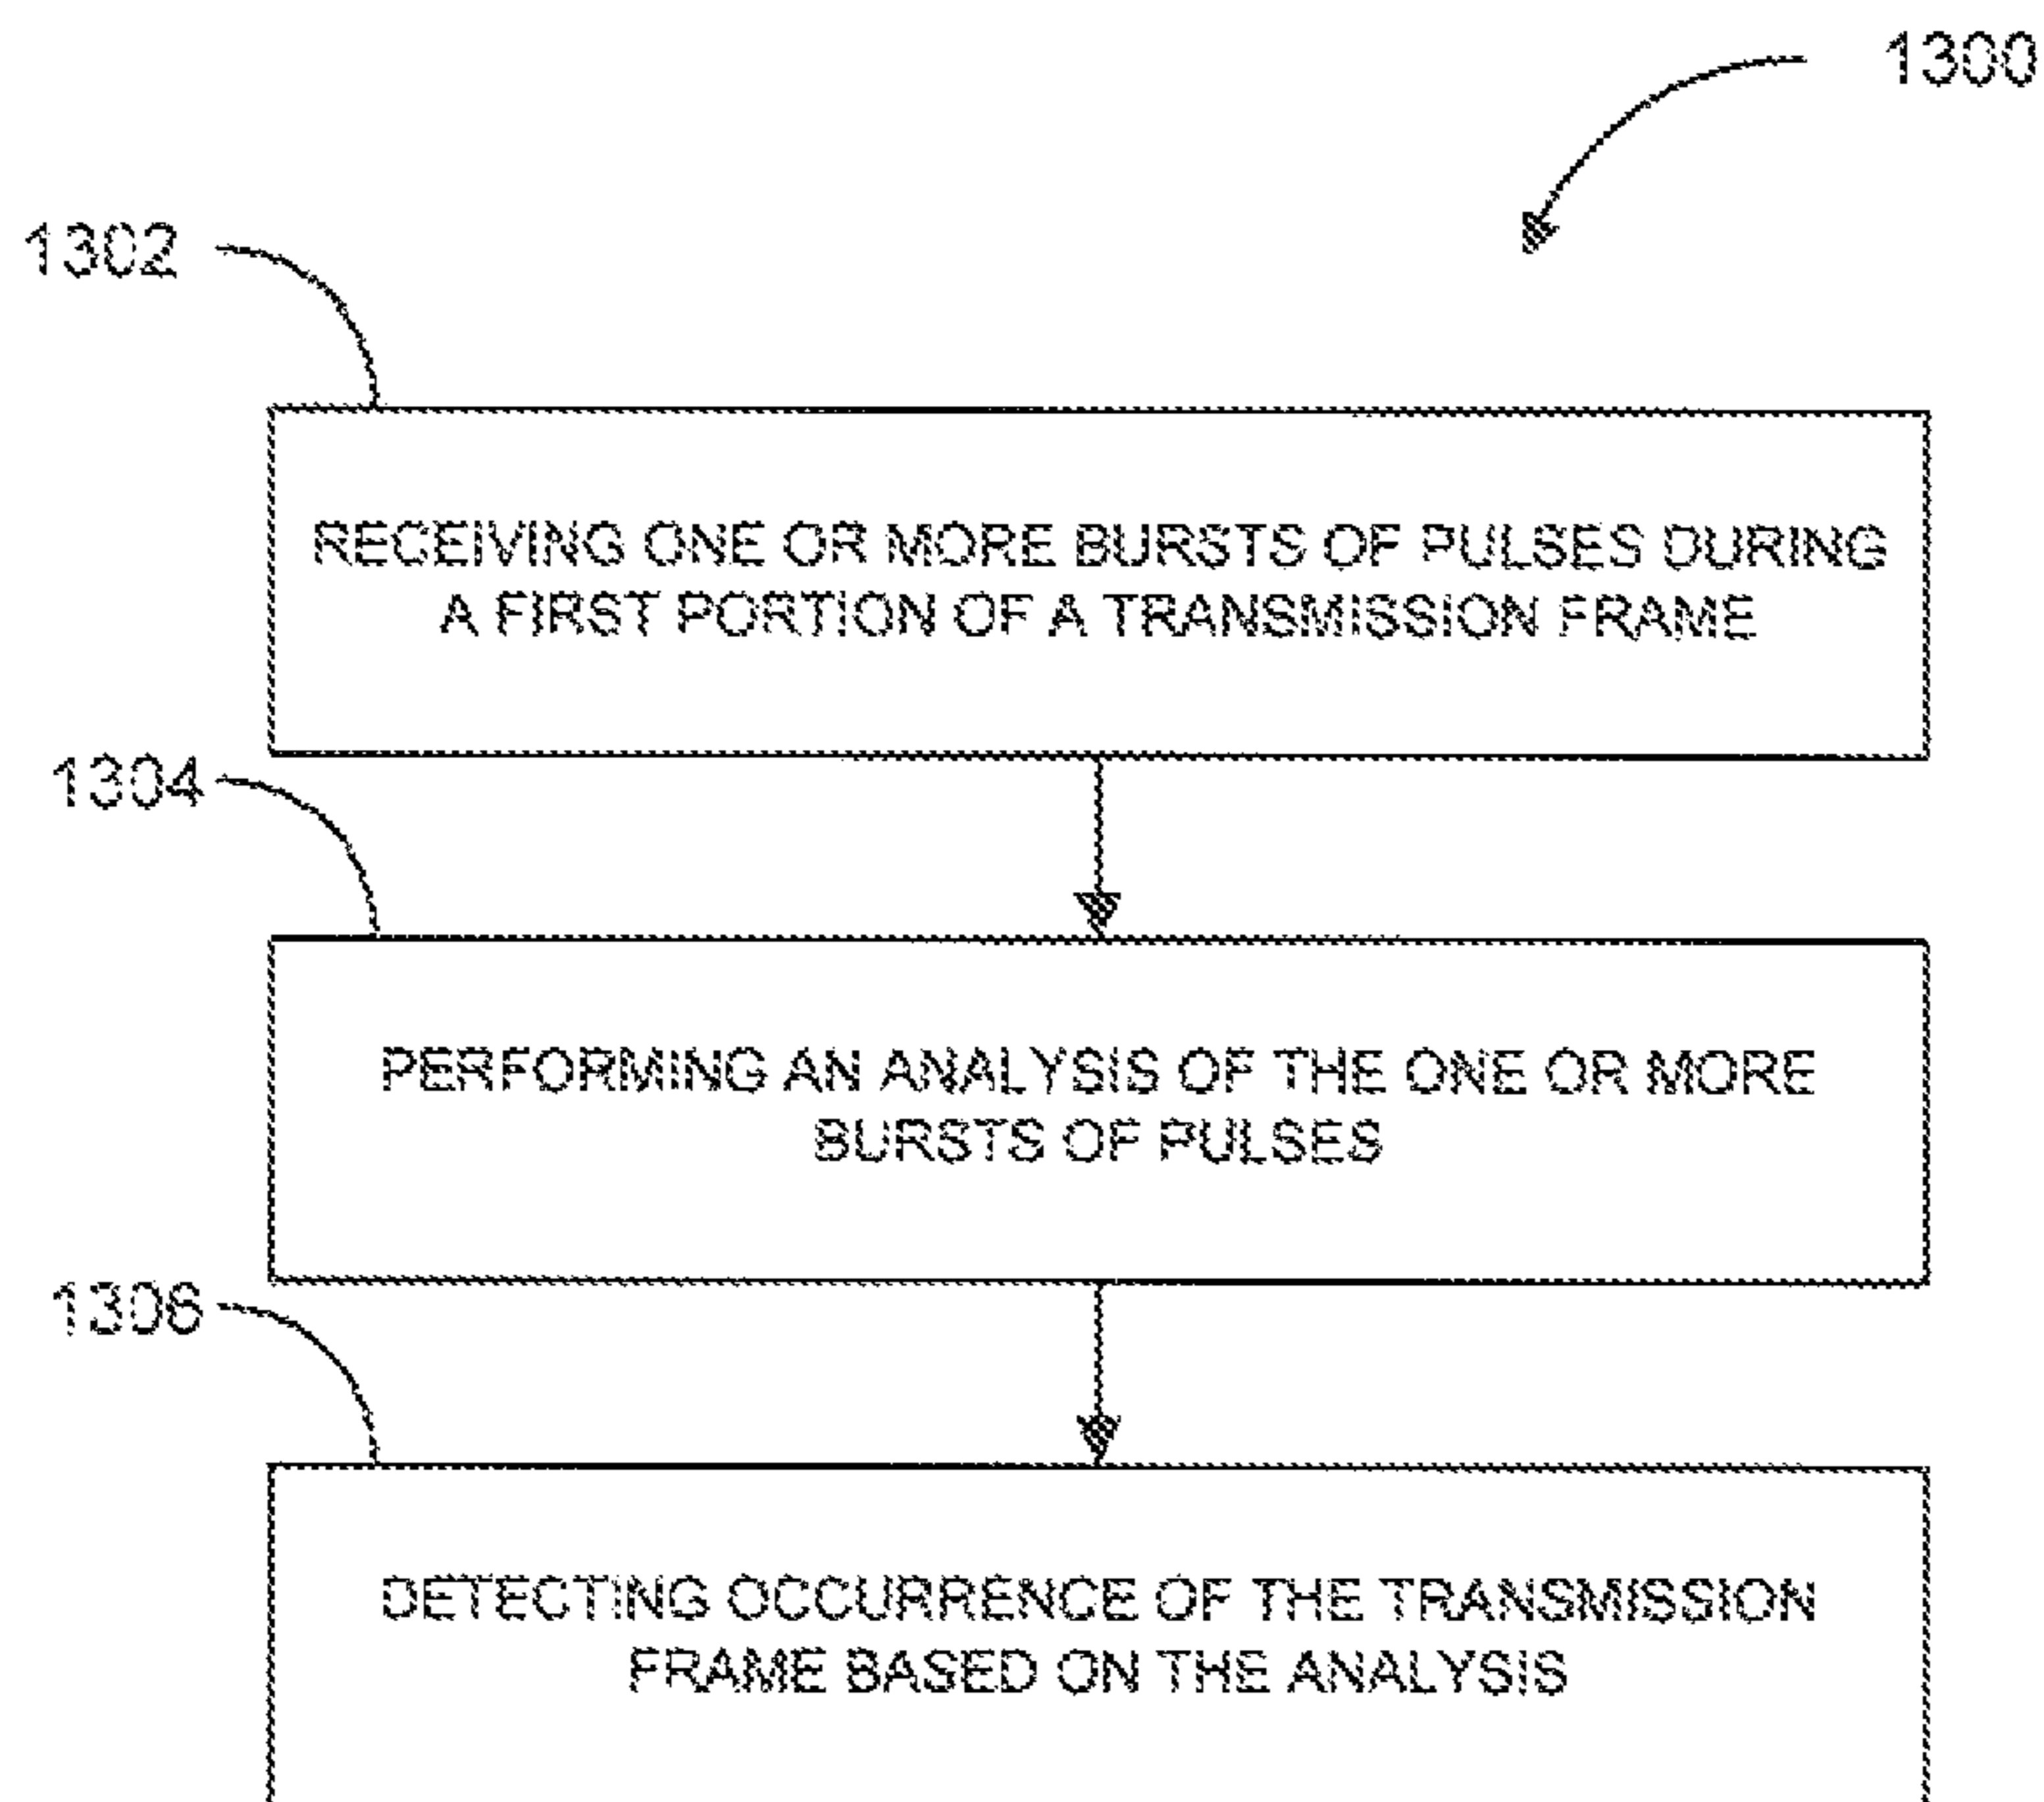 1300
1302
RECEIVING ONE OR MORE BURSTS OF PULSES DURING
A FIRST PORTION OF A TRANSMISSION FRAME
1304
PERFORMING AN ANALYSIS OF THE ONE OR MORE
BURSTS OF PULSES
1306
DETECTING OCCURRENCE OF THE TRANSMISSION
FRAME BASED ON THE ANALYSIS